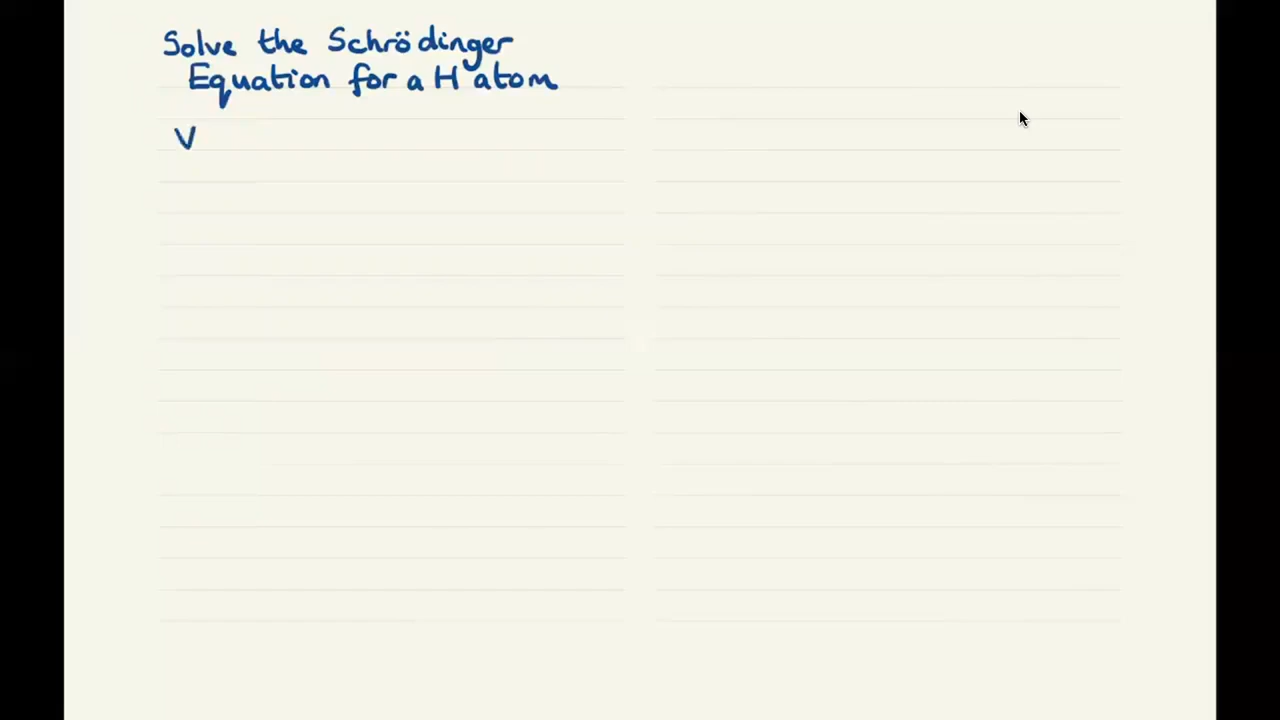 Solve the Schrödinger
Equation for a H atom
V